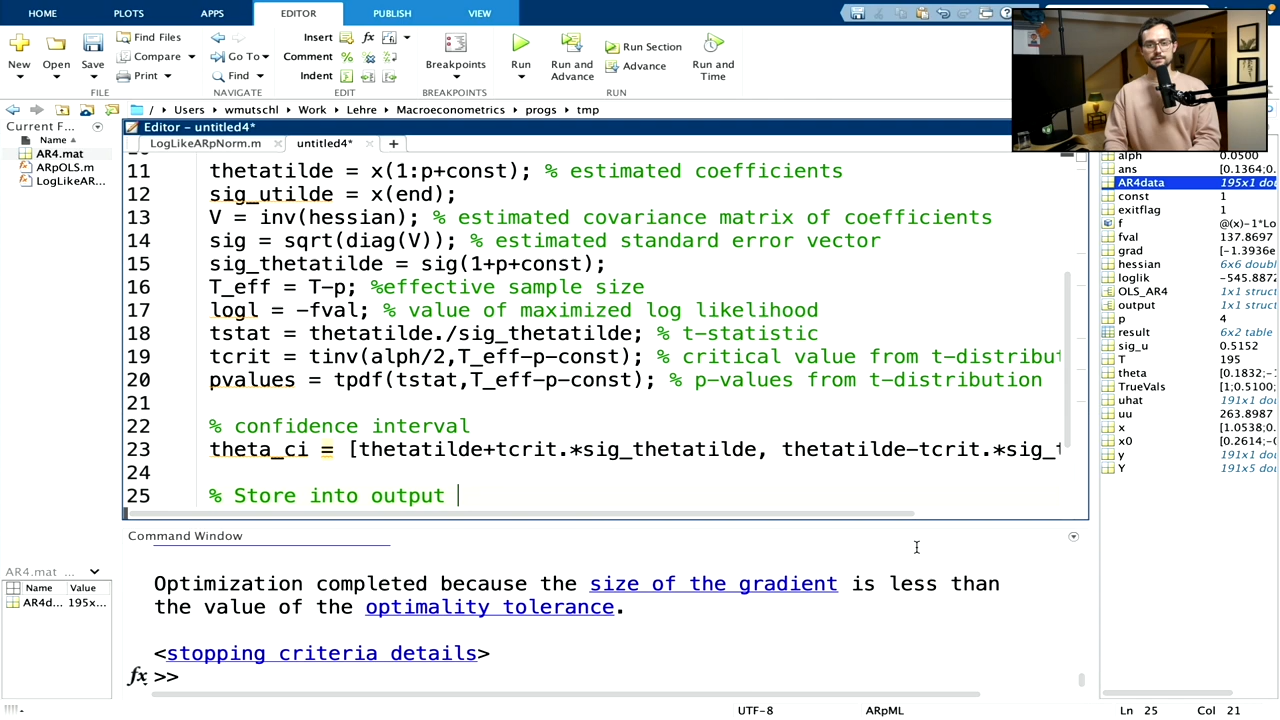 HOME PLOTS APPS EDITOR PUBLISH VIEW
New Open Save
Find Files
Compare
Print
FILE
Go To
Find
NAVIGATE
Insert
Comment
Indent
EDIT
Breakpoints
BREAKPOINTS
Run
Run and Advance
Run Section
Advance
Run and Time
RUN
/ Users wmutschl Work Lehre Macroeconometrics progs tmp
Current F...
Name
AR4.mat
ARpOLS.m
LogLikeAR...
Editor - untitled4*
LogLikeARpNorm.m untitled4*
11 thetatilde = x(1:p+const); % estimated coefficients
12 sig_utilde = x(end);
13 V = inv(hessian); % estimated covariance matrix of coefficients
14 sig = sqrt(diag(V)); % estimated standard error vector
15 sig_thetatilde = sig(1+p+const);
16 T_eff = T-p; %effective sample size
17 logl = -fval; % value of maximized log likelihood
18 tstat = thetatilde./sig_thetatilde; % t-statistic
19 tcrit = tinv(alph/2,T_eff-p-const); % critical value from t-distribut
20 pvalues = tpdf(tstat,T_eff-p-const); % p-values from t-distribution
21
22 % confidence interval
23 theta_ci = [thetatilde+tcrit.*sig_thetatilde, thetatilde-tcrit.*sig_t
24
25 % Store into output
alph 0.0500
ans [0.1364;0...
AR4data 195x1 dou
const 1
exitflag 1
f @(x)-1*Lo
fval 137.8697
grad [-1.3936e
hessian 6x6 doubl
loglik -545.8873
OLS_AR4 1x1 struct
output 1x1 struct
p 4
result 6x2 table
sig_u 0.5152
T 195
theta [0.1832;-1
TrueVals [1;0.5100;
uhat 191x1 dou
uu 263.8987
x [1.0538;0.
x0 [0.2614;-0
y 191x1 dou
Y 191x5 dou
Command Window
Optimization completed because the size of the gradient is less than
the value of the optimality tolerance.
<stopping criteria details>
fx >>
AR4.mat ...
Name Value
AR4d... 195x...
UTF-8 ARpML Ln 25 Col 21